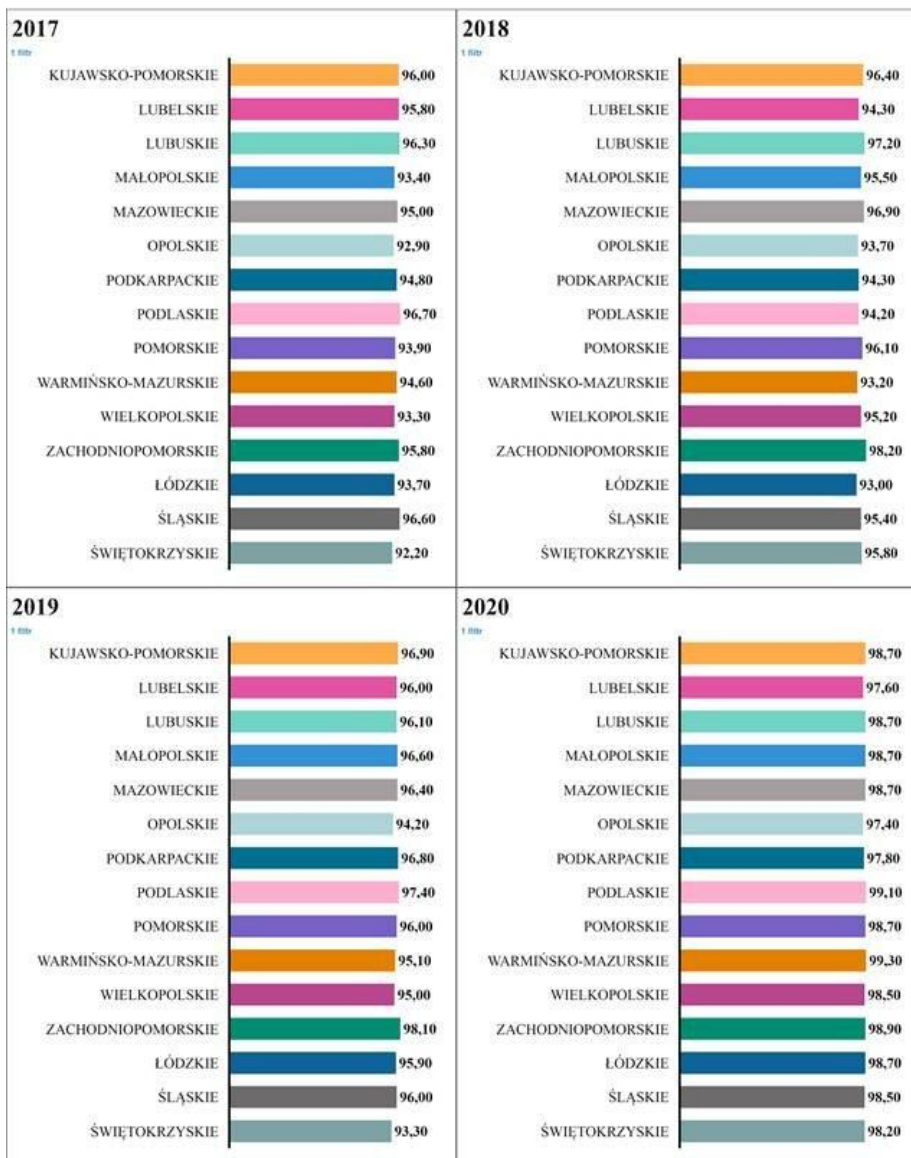 2017
1 filtr
KUJAWSKO-POMORSKIE 96,00
LUBELSKIE 95,80
LUBUSKIE 96,30
MAŁOPOLSKIE 93,40
MAZOWIECKIE 95,00
OPOLSKIE 92,90
PODKARPACKIE 94,80
PODLASKIE 96,70
POMORSKIE 93,90
WARMIŃSKO-MAZURSKIE 94,60
WIELKOPOLSKIE 93,30
ZACHODNIOPOMORSKIE 95,80
ŁÓDZKIE 93,70
ŚLĄSKIE 96,60
ŚWIĘTOKRZYSKIE 92,20
2018
1 filtr
KUJAWSKO-POMORSKIE 96,40
LUBELSKIE 94,30
LUBUSKIE 97,20
MAŁOPOLSKIE 95,50
MAZOWIECKIE 96,90
OPOLSKIE 93,70
PODKARPACKIE 94,30
PODLASKIE 94,20
POMORSKIE 96,10
WARMIŃSKO-MAZURSKIE 93,20
WIELKOPOLSKIE 95,20
ZACHODNIOPOMORSKIE 98,20
ŁÓDZKIE 93,00
ŚLĄSKIE 95,40
ŚWIĘTOKRZYSKIE 95,80
2019
1 filtr
KUJAWSKO-POMORSKIE 96,90
LUBELSKIE 96,00
LUBUSKIE 96,10
MAŁOPOLSKIE 96,60
MAZOWIECKIE 96,40
OPOLSKIE 94,20
PODKARPACKIE 96,80
PODLASKIE 97,40
POMORSKIE 96,00
WARMIŃSKO-MAZURSKIE 95,10
WIELKOPOLSKIE 95,00
ZACHODNIOPOMORSKIE 98,10
ŁÓDZKIE 95,90
ŚLĄSKIE 96,00
ŚWIĘTOKRZYSKIE 93,30
2020
1 filtr
KUJAWSKO-POMORSKIE 98,70
LUBELSKIE 97,60
LUBUSKIE 98,70
MAŁOPOLSKIE 98,70
MAZOWIECKIE 98,70
OPOLSKIE 97,40
PODKARPACKIE 97,80
PODLASKIE 99,10
POMORSKIE 98,70
WARMIŃSKO-MAZURSKIE 99,30
WIELKOPOLSKIE 98,50
ZACHODNIOPOMORSKIE 98,90
ŁÓDZKIE 98,70
ŚLĄSKIE 98,50
ŚWIĘTOKRZYSKIE 98,20